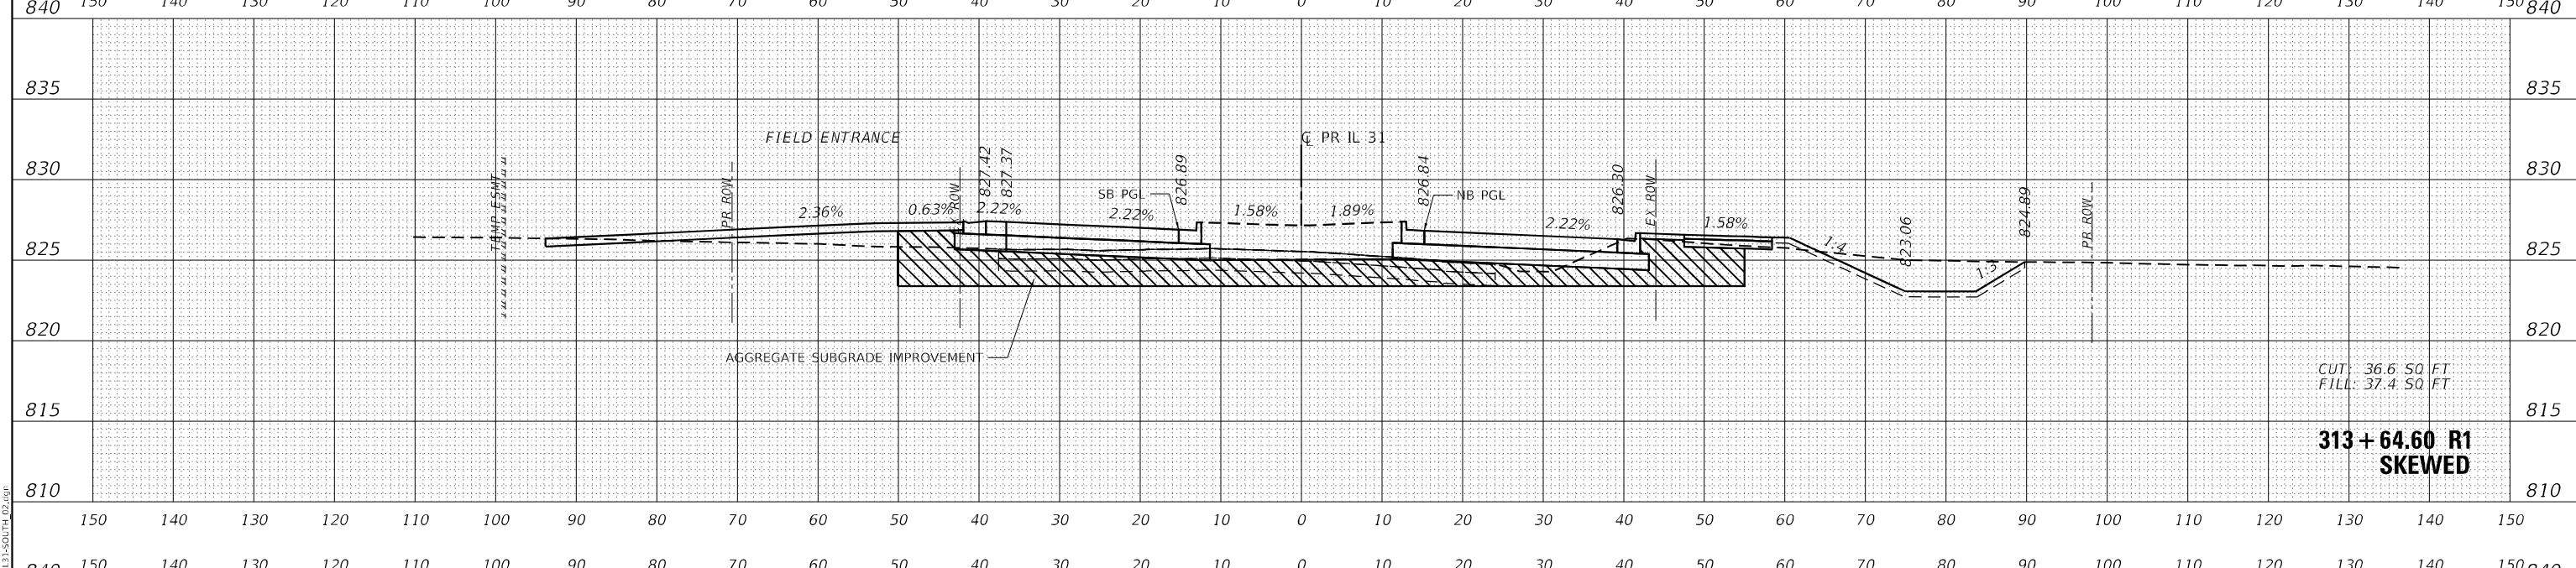 150 140 130 120 110 100 90 80 70 60 50 40 30 20 10 0 10 20 30 40 50 60 70 80 90 100 110 120 130 140 150
840 840
835 835
FIELD ENTRANCE
℄ PR IL 31
830 830
TEMP ESMT
PR ROW
ROW
827.42
827.37
826.89
826.84
826.30
EX ROW
823.06
824.89
PR ROW
SB PGL
NB PGL
2.36% 0.63% 2.22% 2.22% 1.58% 1.89% 2.22% 1.58% 1:4
1:3
825 825
820 820
AGGREGATE SUBGRADE IMPROVEMENT
CUT: 36.6 SQ FT
FILL: 37.4 SQ FT
815 815
313+64.60 R1
SKEWED
810 810
150 140 130 120 110 100 90 80 70 60 50 40 30 20 10 0 10 20 30 40 50 60 70 80 90 100 110 120 130 140 150
840 150 140 130 120 110 100 90 80 70 60 50 40 30 20 10 0 10 20 30 40 50 60 70 80 90 100 110 120 130 140 150 840